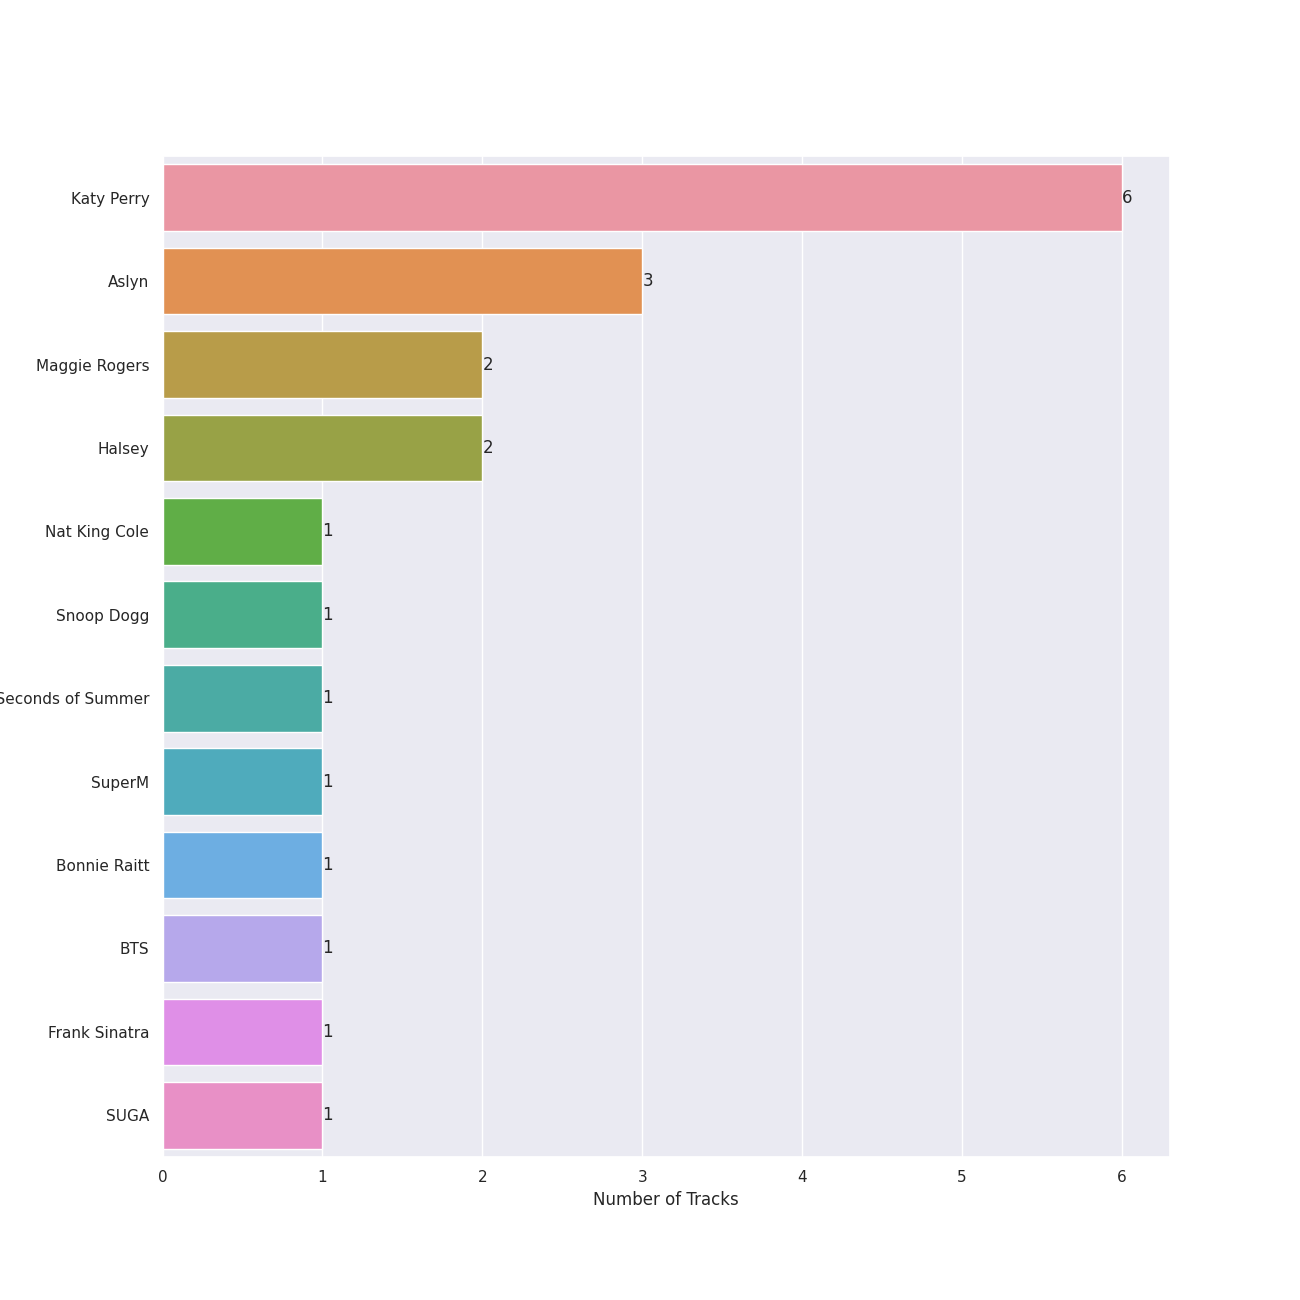 Katy Perry
6
Aslyn
3
Maggie Rogers
2
Halsey
2
Nat King Cole
1
Snoop Dogg
1
Seconds of Summer
1
SuperM
1
Bonnie Raitt
1
BTS
1
Frank Sinatra
1
SUGA
1
0 1 2 3 4 5 6
Number of Tracks